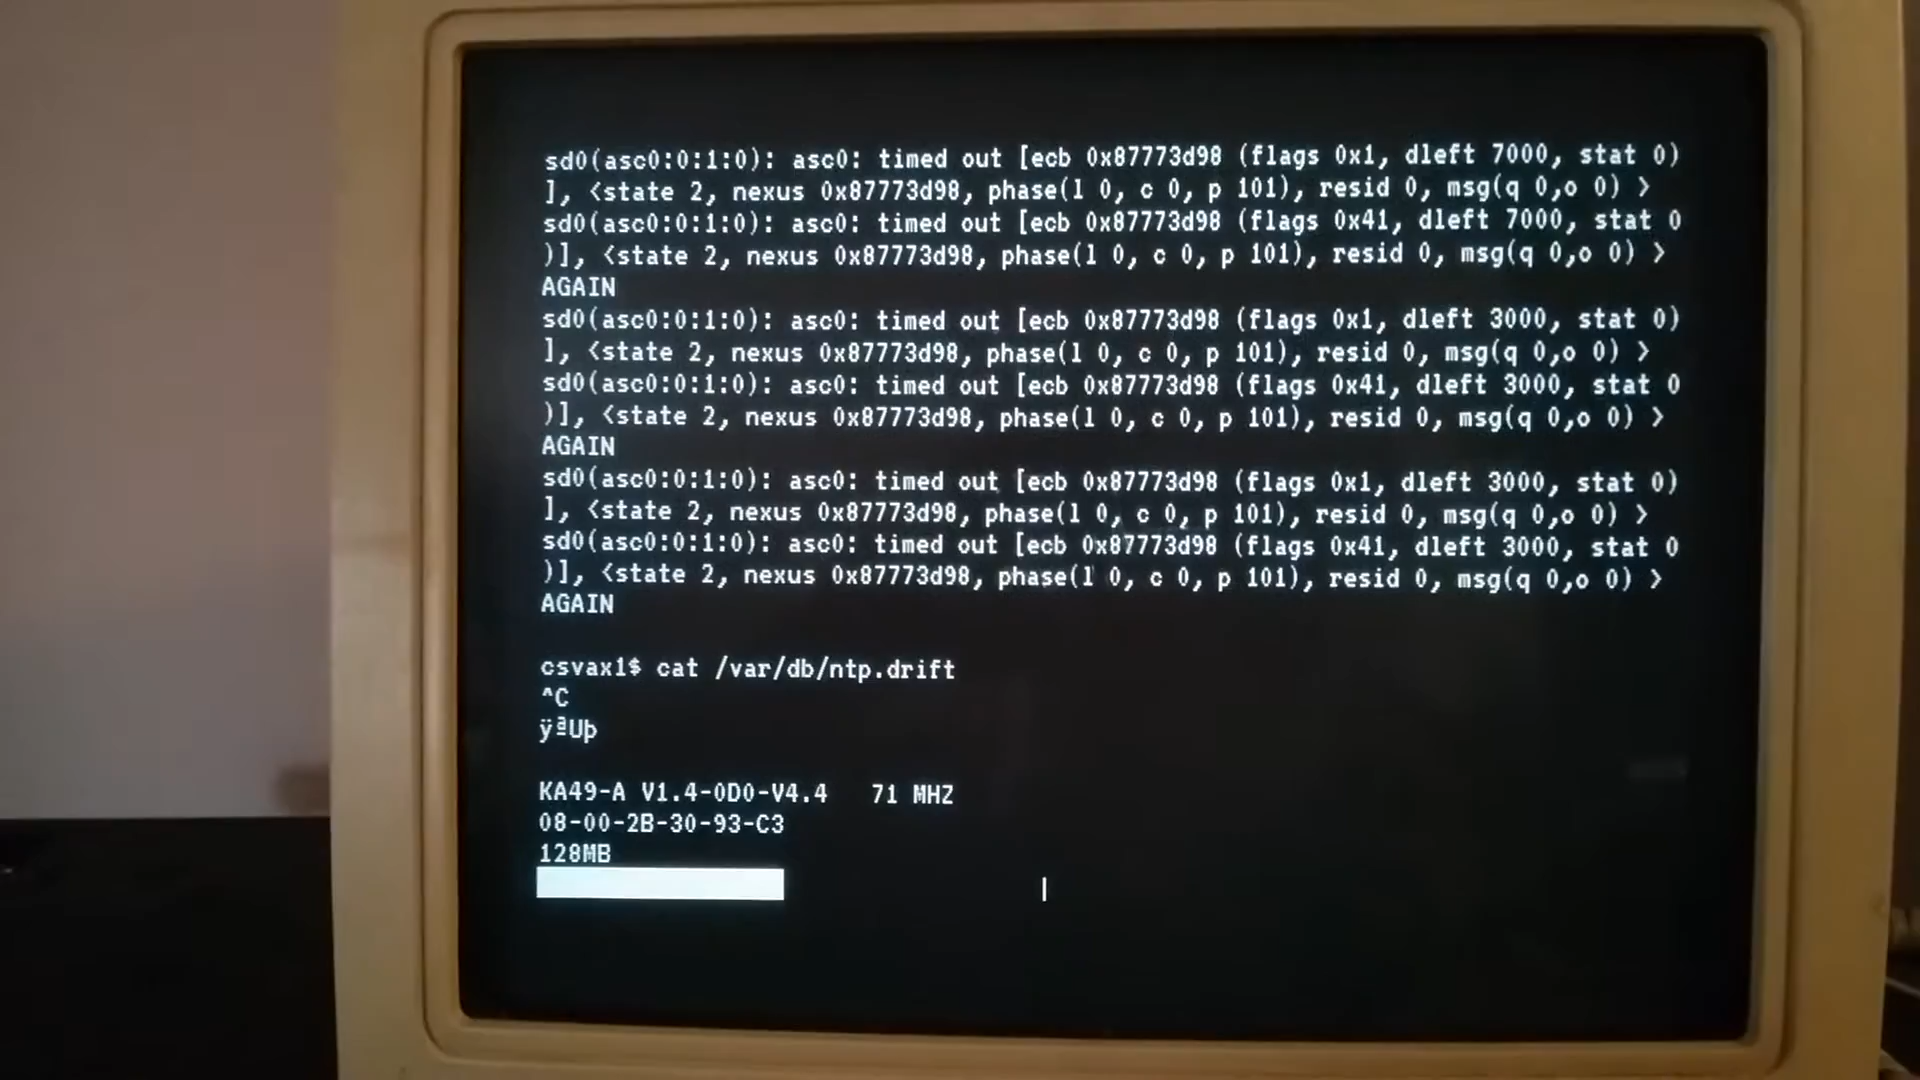 sd0(asc0:0:1:0): asc0: timed out [ecb 0x87773d98 (flags 0x1, dleft 7000, stat 0)
], <state 2, nexus 0x87773d98, phase(l 0, c 0, p 101), resid 0, msg(q 0,o 0) >
sd0(asc0:0:1:0): asc0: timed out [ecb 0x87773d98 (flags 0x41, dleft 7000, stat 0
)], <state 2, nexus 0x87773d98, phase(l 0, c 0, p 101), resid 0, msg(q 0,o 0) >
AGAIN
sd0(asc0:0:1:0): asc0: timed out [ecb 0x87773d98 (flags 0x1, dleft 3000, stat 0)
], <state 2, nexus 0x87773d98, phase(l 0, c 0, p 101), resid 0, msg(q 0,o 0) >
sd0(asc0:0:1:0): asc0: timed out [ecb 0x87773d98 (flags 0x41, dleft 3000, stat 0
)], <state 2, nexus 0x87773d98, phase(l 0, c 0, p 101), resid 0, msg(q 0,o 0) >
AGAIN
sd0(asc0:0:1:0): asc0: timed out [ecb 0x87773d98 (flags 0x1, dleft 3000, stat 0)
], <state 2, nexus 0x87773d98, phase(l 0, c 0, p 101), resid 0, msg(q 0,o 0) >
sd0(asc0:0:1:0): asc0: timed out [ecb 0x87773d98 (flags 0x41, dleft 3000, stat 0
)], <state 2, nexus 0x87773d98, phase(l 0, c 0, p 101), resid 0, msg(q 0,o 0) >
AGAIN
csvax1$ cat /var/db/ntp.drift
^C
ÿªUþ
KA49-A V1.4-0D0-V4.4 71 MHZ
08-00-2B-30-93-C3
128MB